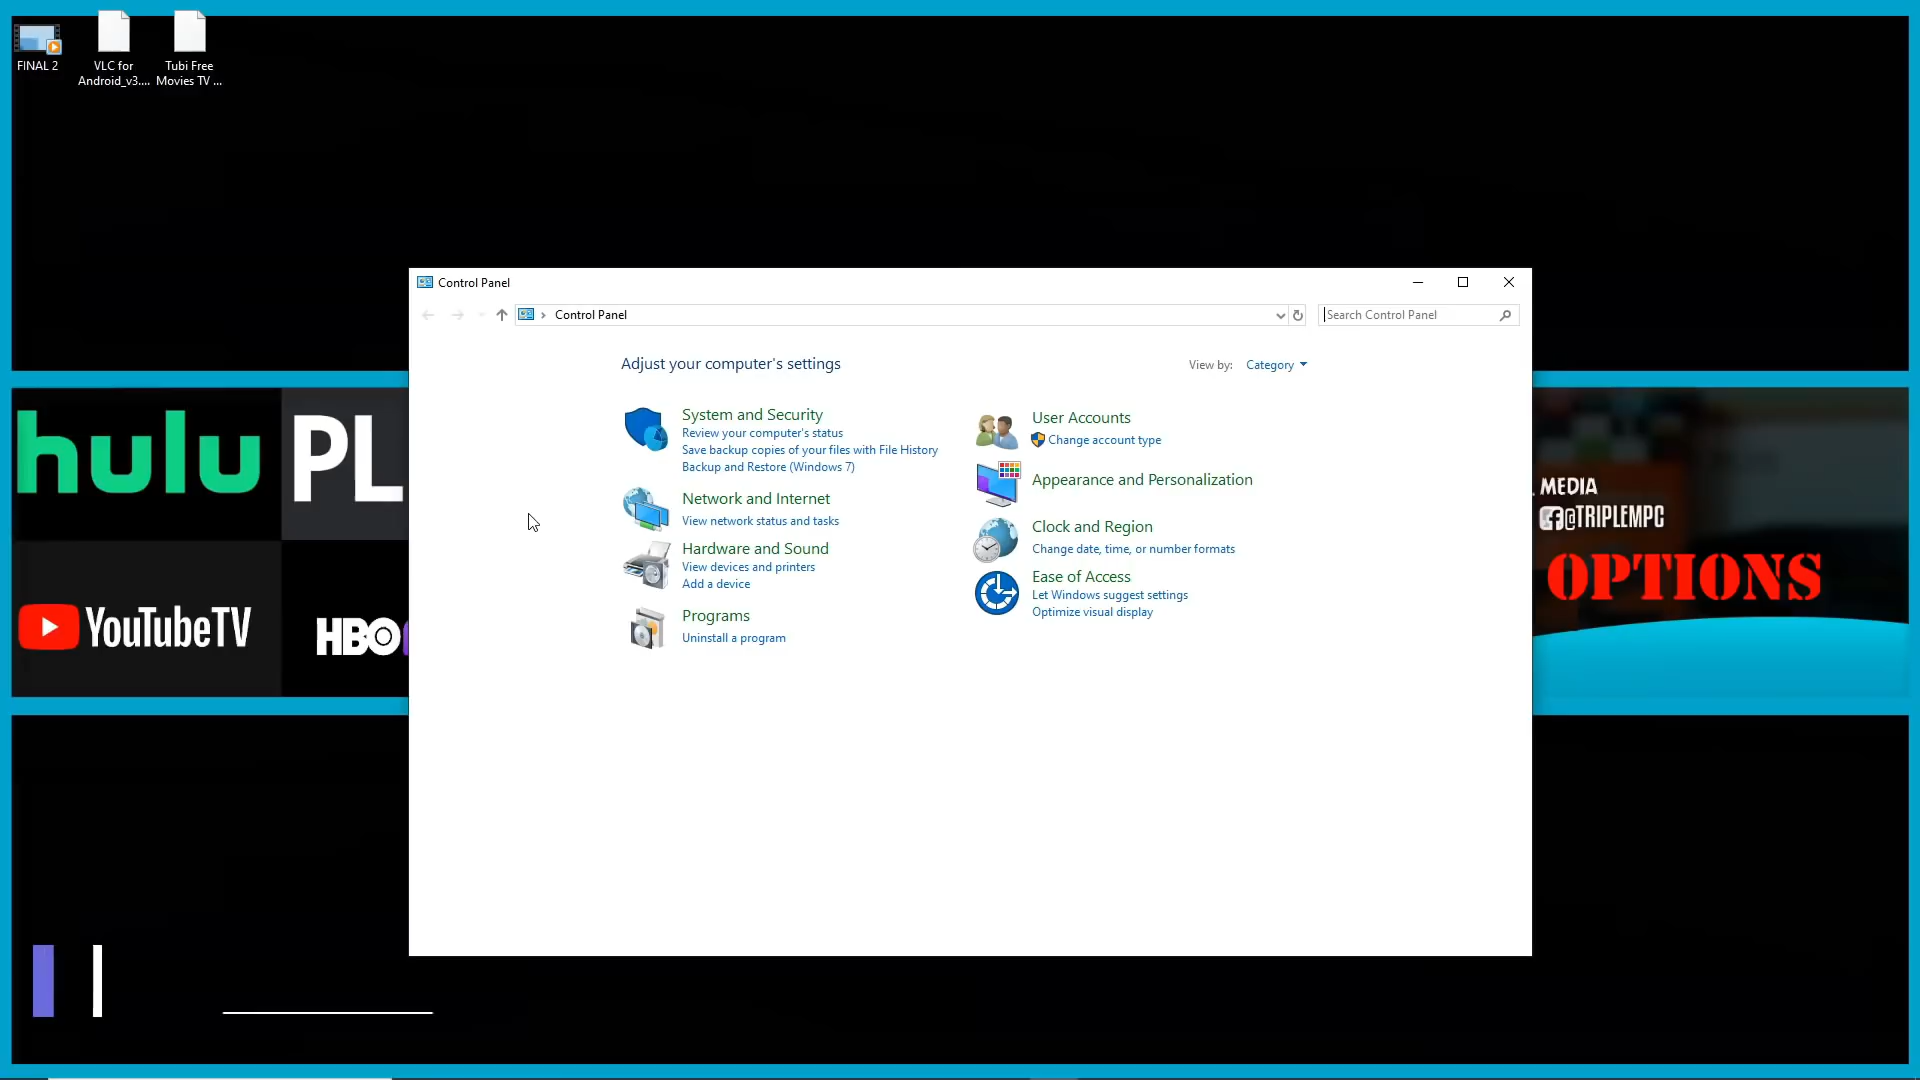 FINAL 2
VLC for
Android_v3....
Tubi Free
Movies TV ...
Control Panel
Control Panel
Search Control Panel
Adjust your computer's settings
View by: Category
System and Security
Review your computer's status
Save backup copies of your files with File History
Backup and Restore (Windows 7)
Network and Internet
View network status and tasks
Hardware and Sound
View devices and printers
Add a device
Programs
Uninstall a program
User Accounts
Change account type
Appearance and Personalization
Clock and Region
Change date, time, or number formats
Ease of Access
Let Windows suggest settings
Optimize visual display
hulu
PL
YouTubeTV
HBO
MEDIA
@TRIPLEMPC
OPTIONS